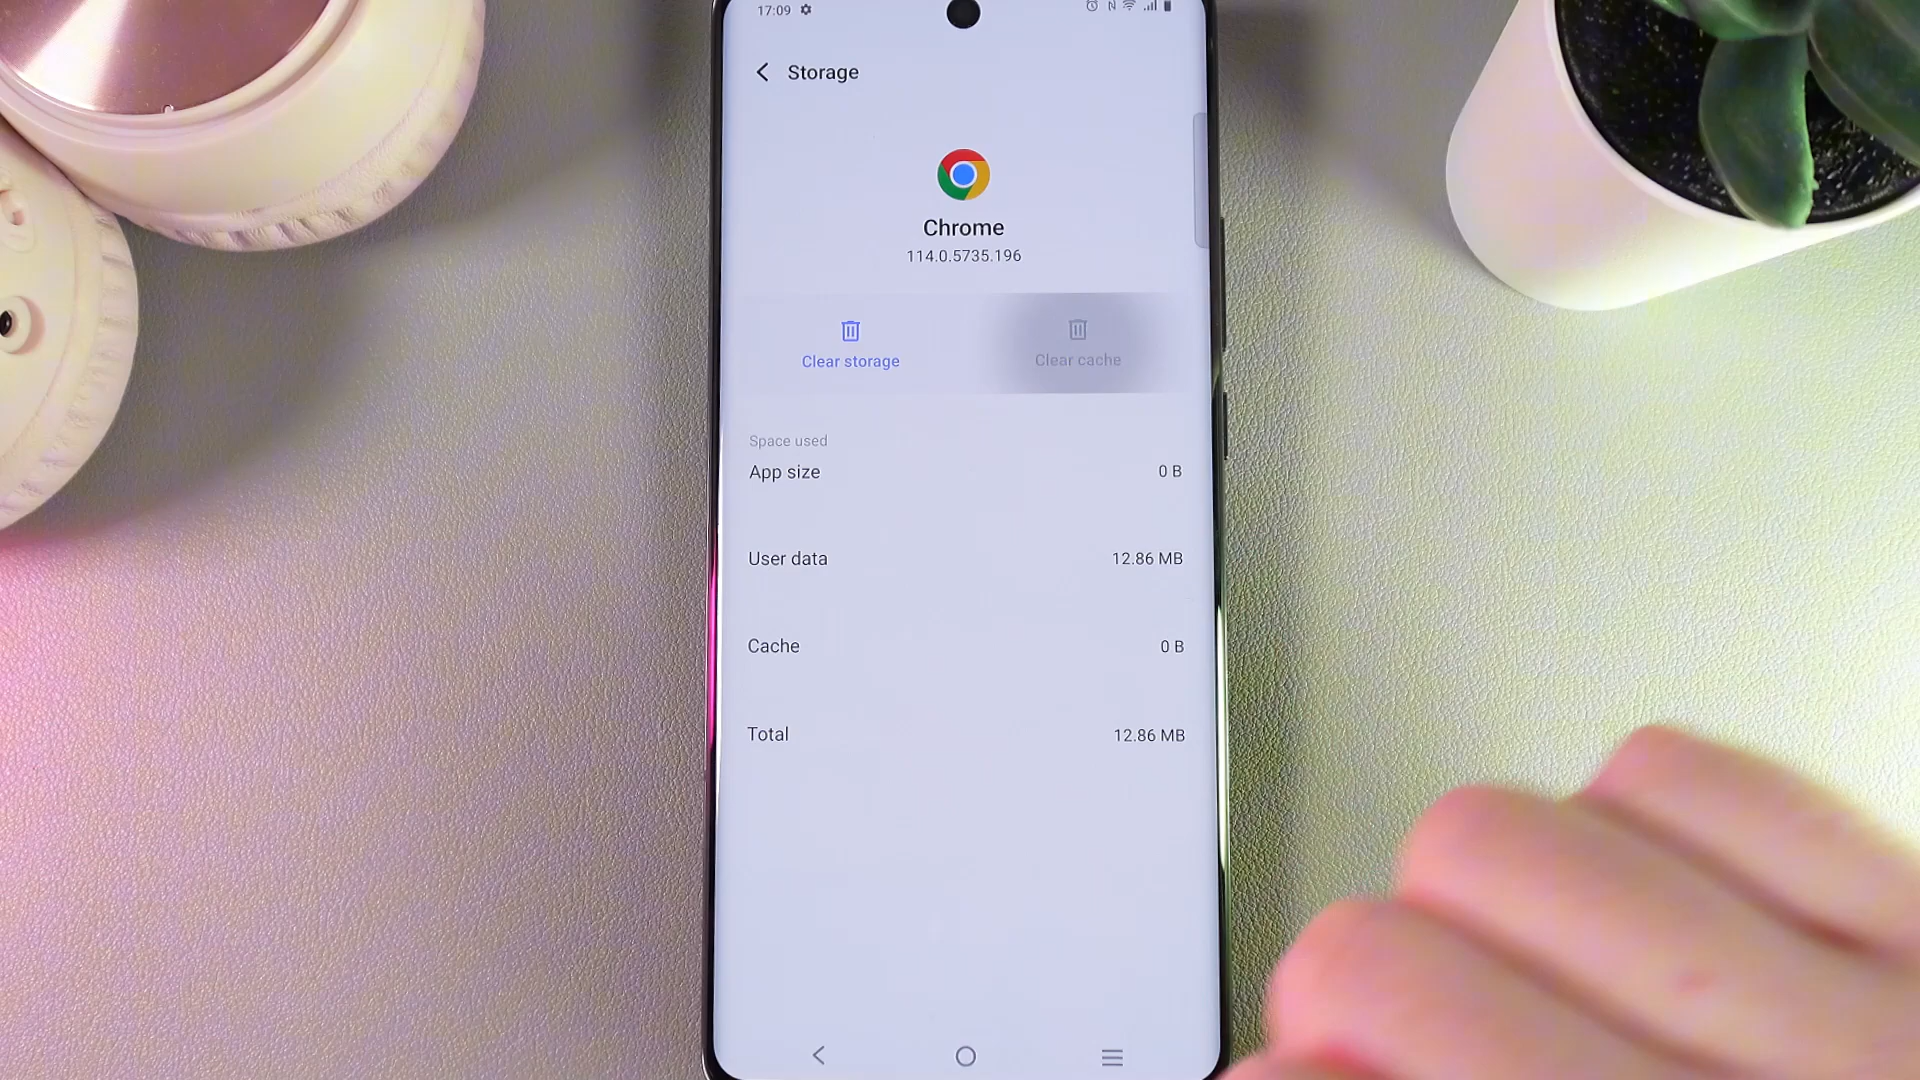 17:09
Storage
Chrome
114.0.5735.196
Clear storage
Clear cache
Space used
App size 0 B
User data 12.86 MB
Cache 0 B
Total 12.86 MB